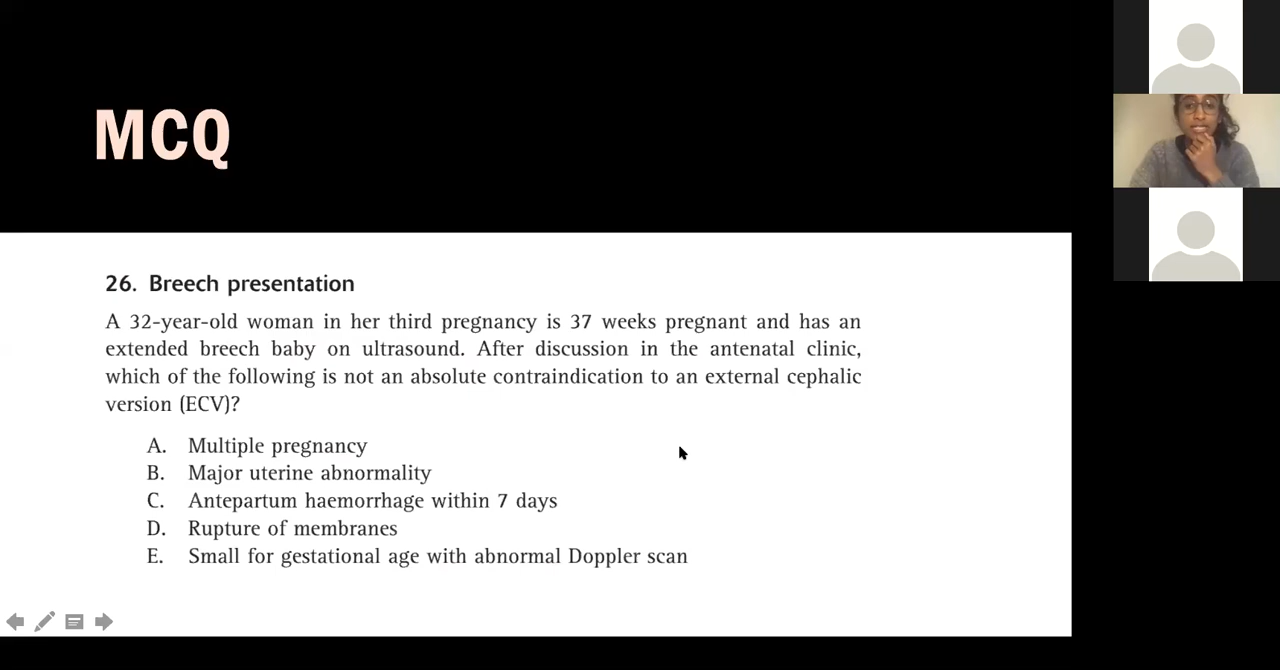 MCQ
26. Breech presentation
A 32-year-old woman in her third pregnancy is 37 weeks pregnant and has an
extended breech baby on ultrasound. After discussion in the antenatal clinic,
which of the following is not an absolute contraindication to an external cephalic
version (ECV)?
A. Multiple pregnancy
B. Major uterine abnormality
C. Antepartum haemorrhage within 7 days
D. Rupture of membranes
E. Small for gestational age with abnormal Doppler scan